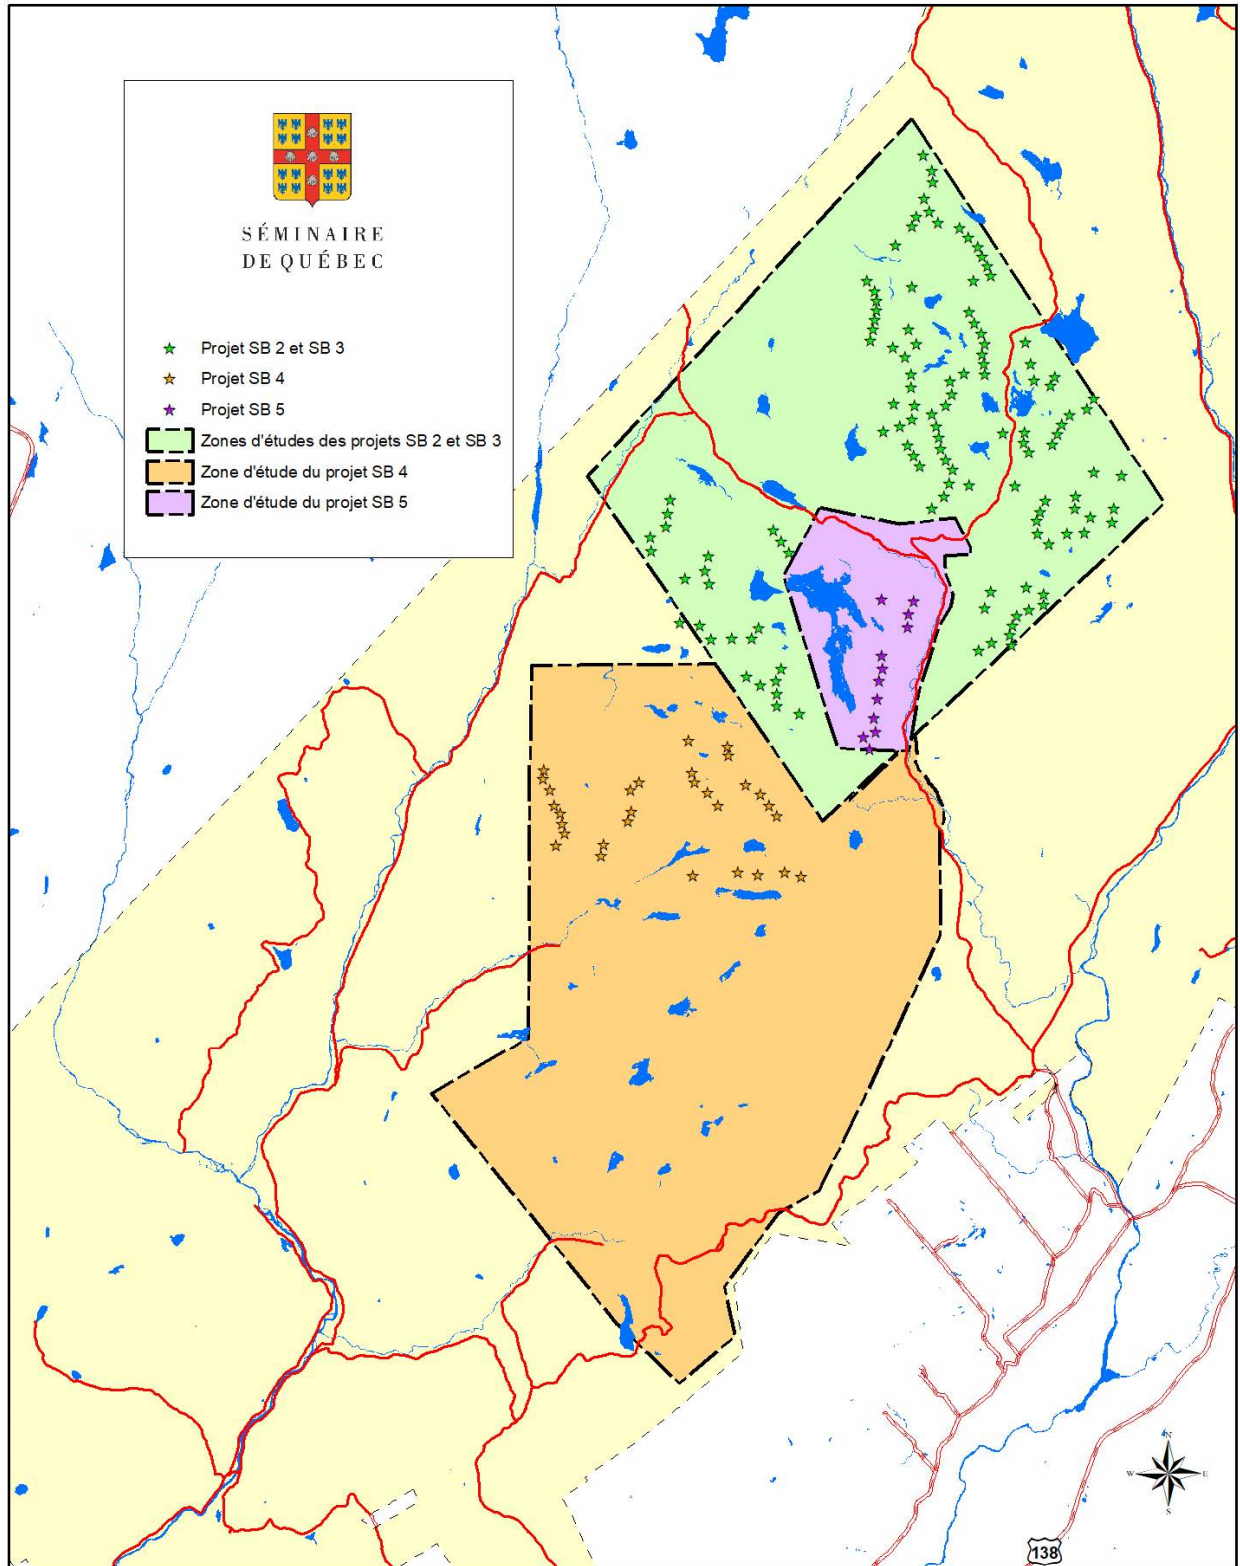 SÉMINAIRE
DE QUÉBEC
Projet SB 2 et SB 3
Projet SB 4
Projet SB 5
Zones d'études des projets SB 2 et SB 3
Zone d'étude du projet SB 4
Zone d'étude du projet SB 5
N
W E
S
138